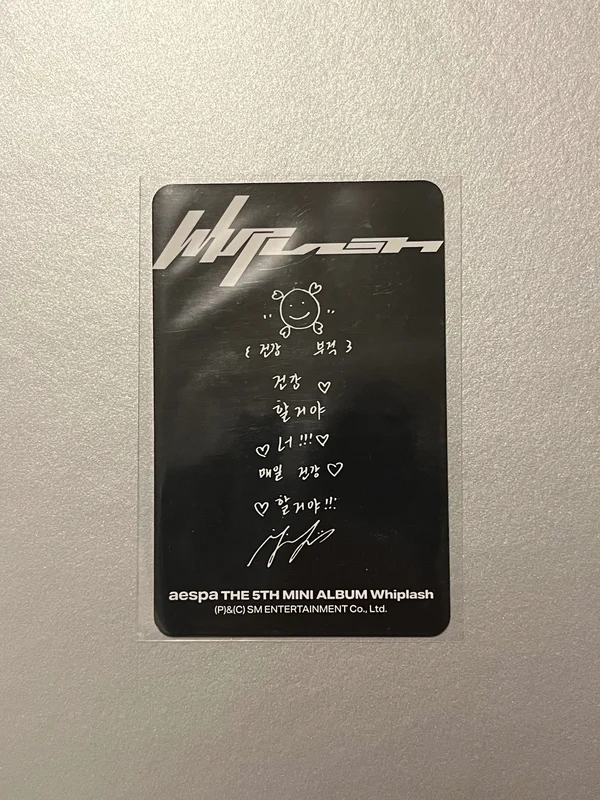 Whiplash
건강 부적
건강 ♡
할거야
♡ 너!!! ♡
매일 건강 ♡
♡ 할거야!!!
aespa THE 5TH MINI ALBUM Whiplash
(P)&(C) SM ENTERTAINMENT Co., Ltd.